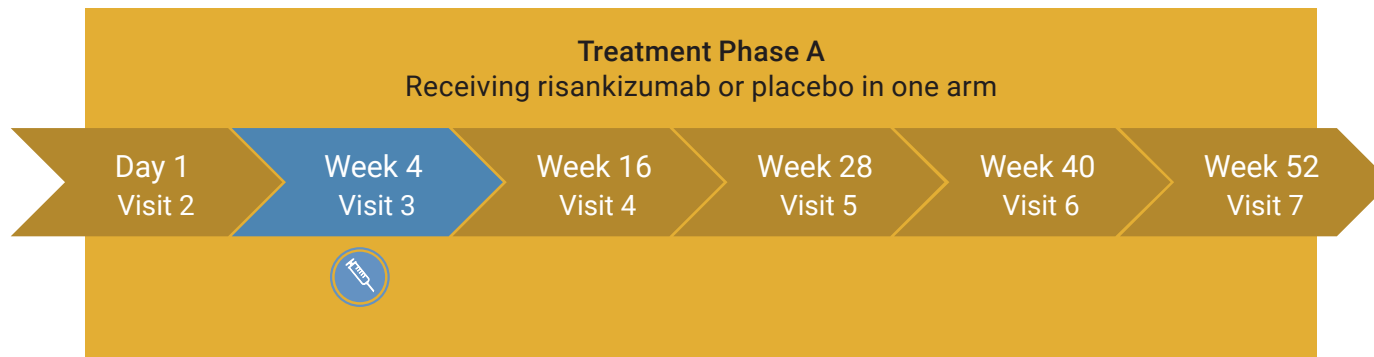 Treatment Phase A
Receiving risankizumab or placebo in one arm
Day 1
Visit 2
Week 4
Visit 3
Week 16
Visit 4
Week 28
Visit 5
Week 40
Visit 6
Week 52
Visit 7